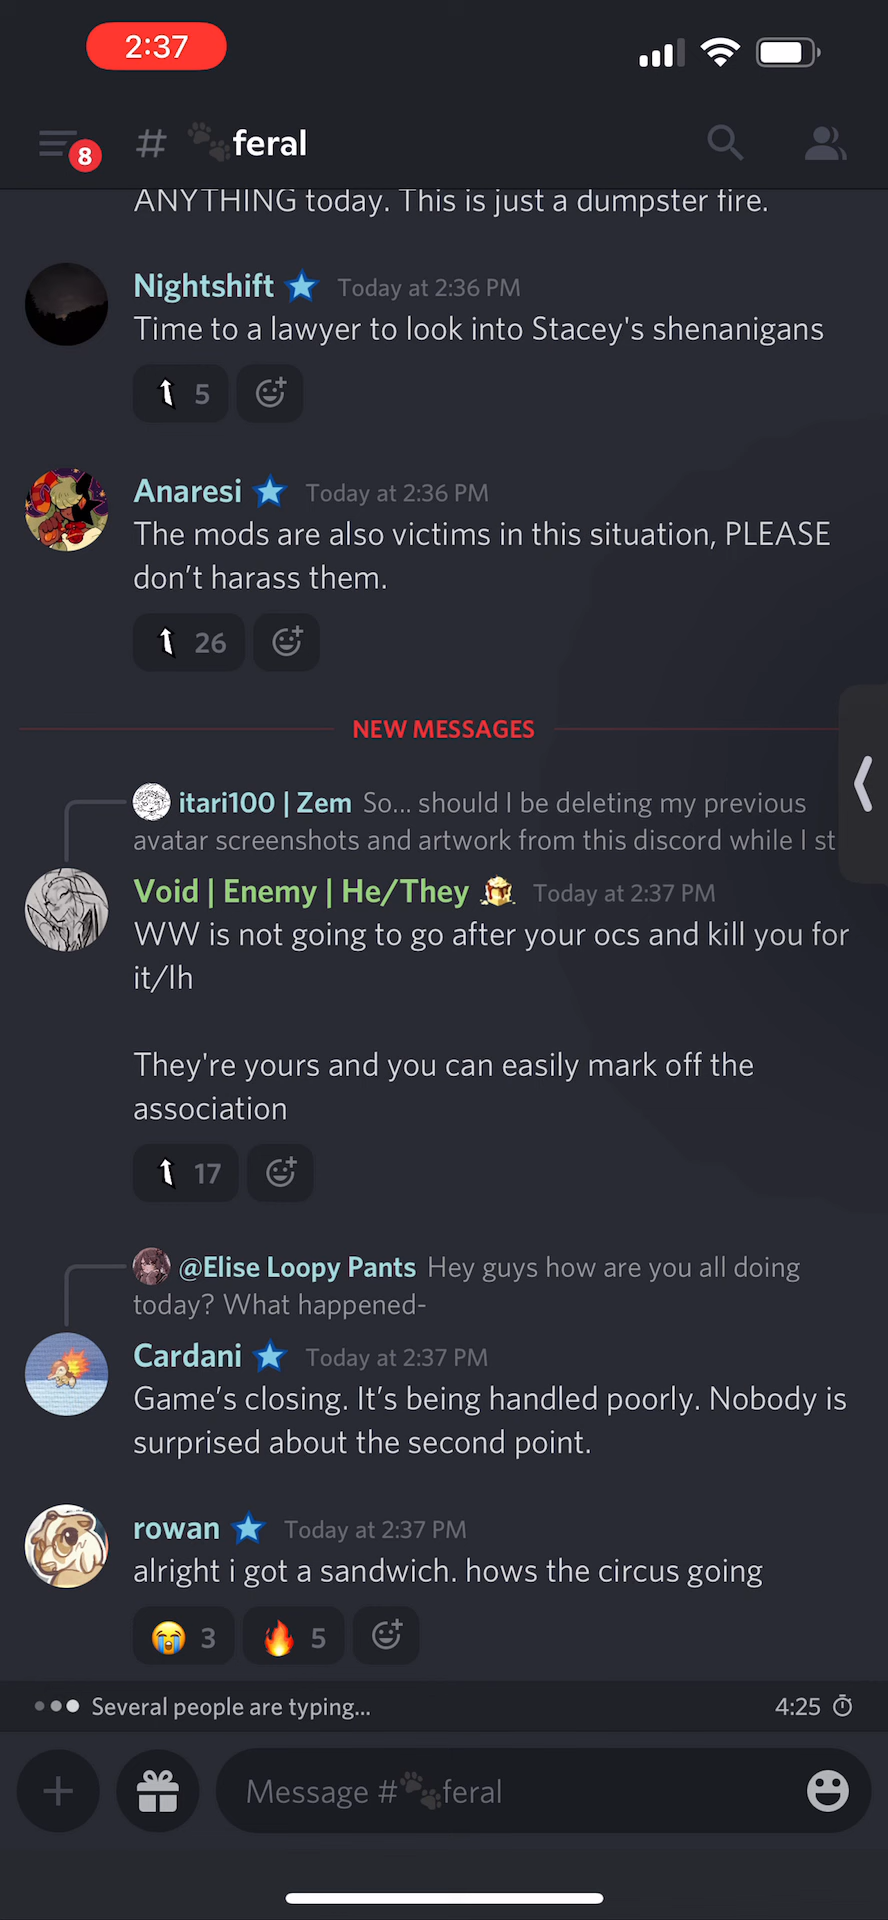 2:37
8
# 🐾feral
ANYTHING today. This is just a dumpster fire.
Nightshift Today at 2:36 PM
Time to a lawyer to look into Stacey's shenanigans
5
Anaresi Today at 2:36 PM
The mods are also victims in this situation, PLEASE
don't harass them.
26
NEW MESSAGES
itari100 | Zem So... should I be deleting my previous
avatar screenshots and artwork from this discord while I st
Void | Enemy | He/They Today at 2:37 PM
WW is not going to go after your ocs and kill you for
it/lh
They're yours and you can easily mark off the
association
17
@Elise Loopy Pants Hey guys how are you all doing
today? What happened-
Cardani Today at 2:37 PM
Game's closing. It's being handled poorly. Nobody is
surprised about the second point.
rowan Today at 2:37 PM
alright i got a sandwich. hows the circus going
😭 3 🔥 5
Several people are typing... 4:25
Message #🐾feral